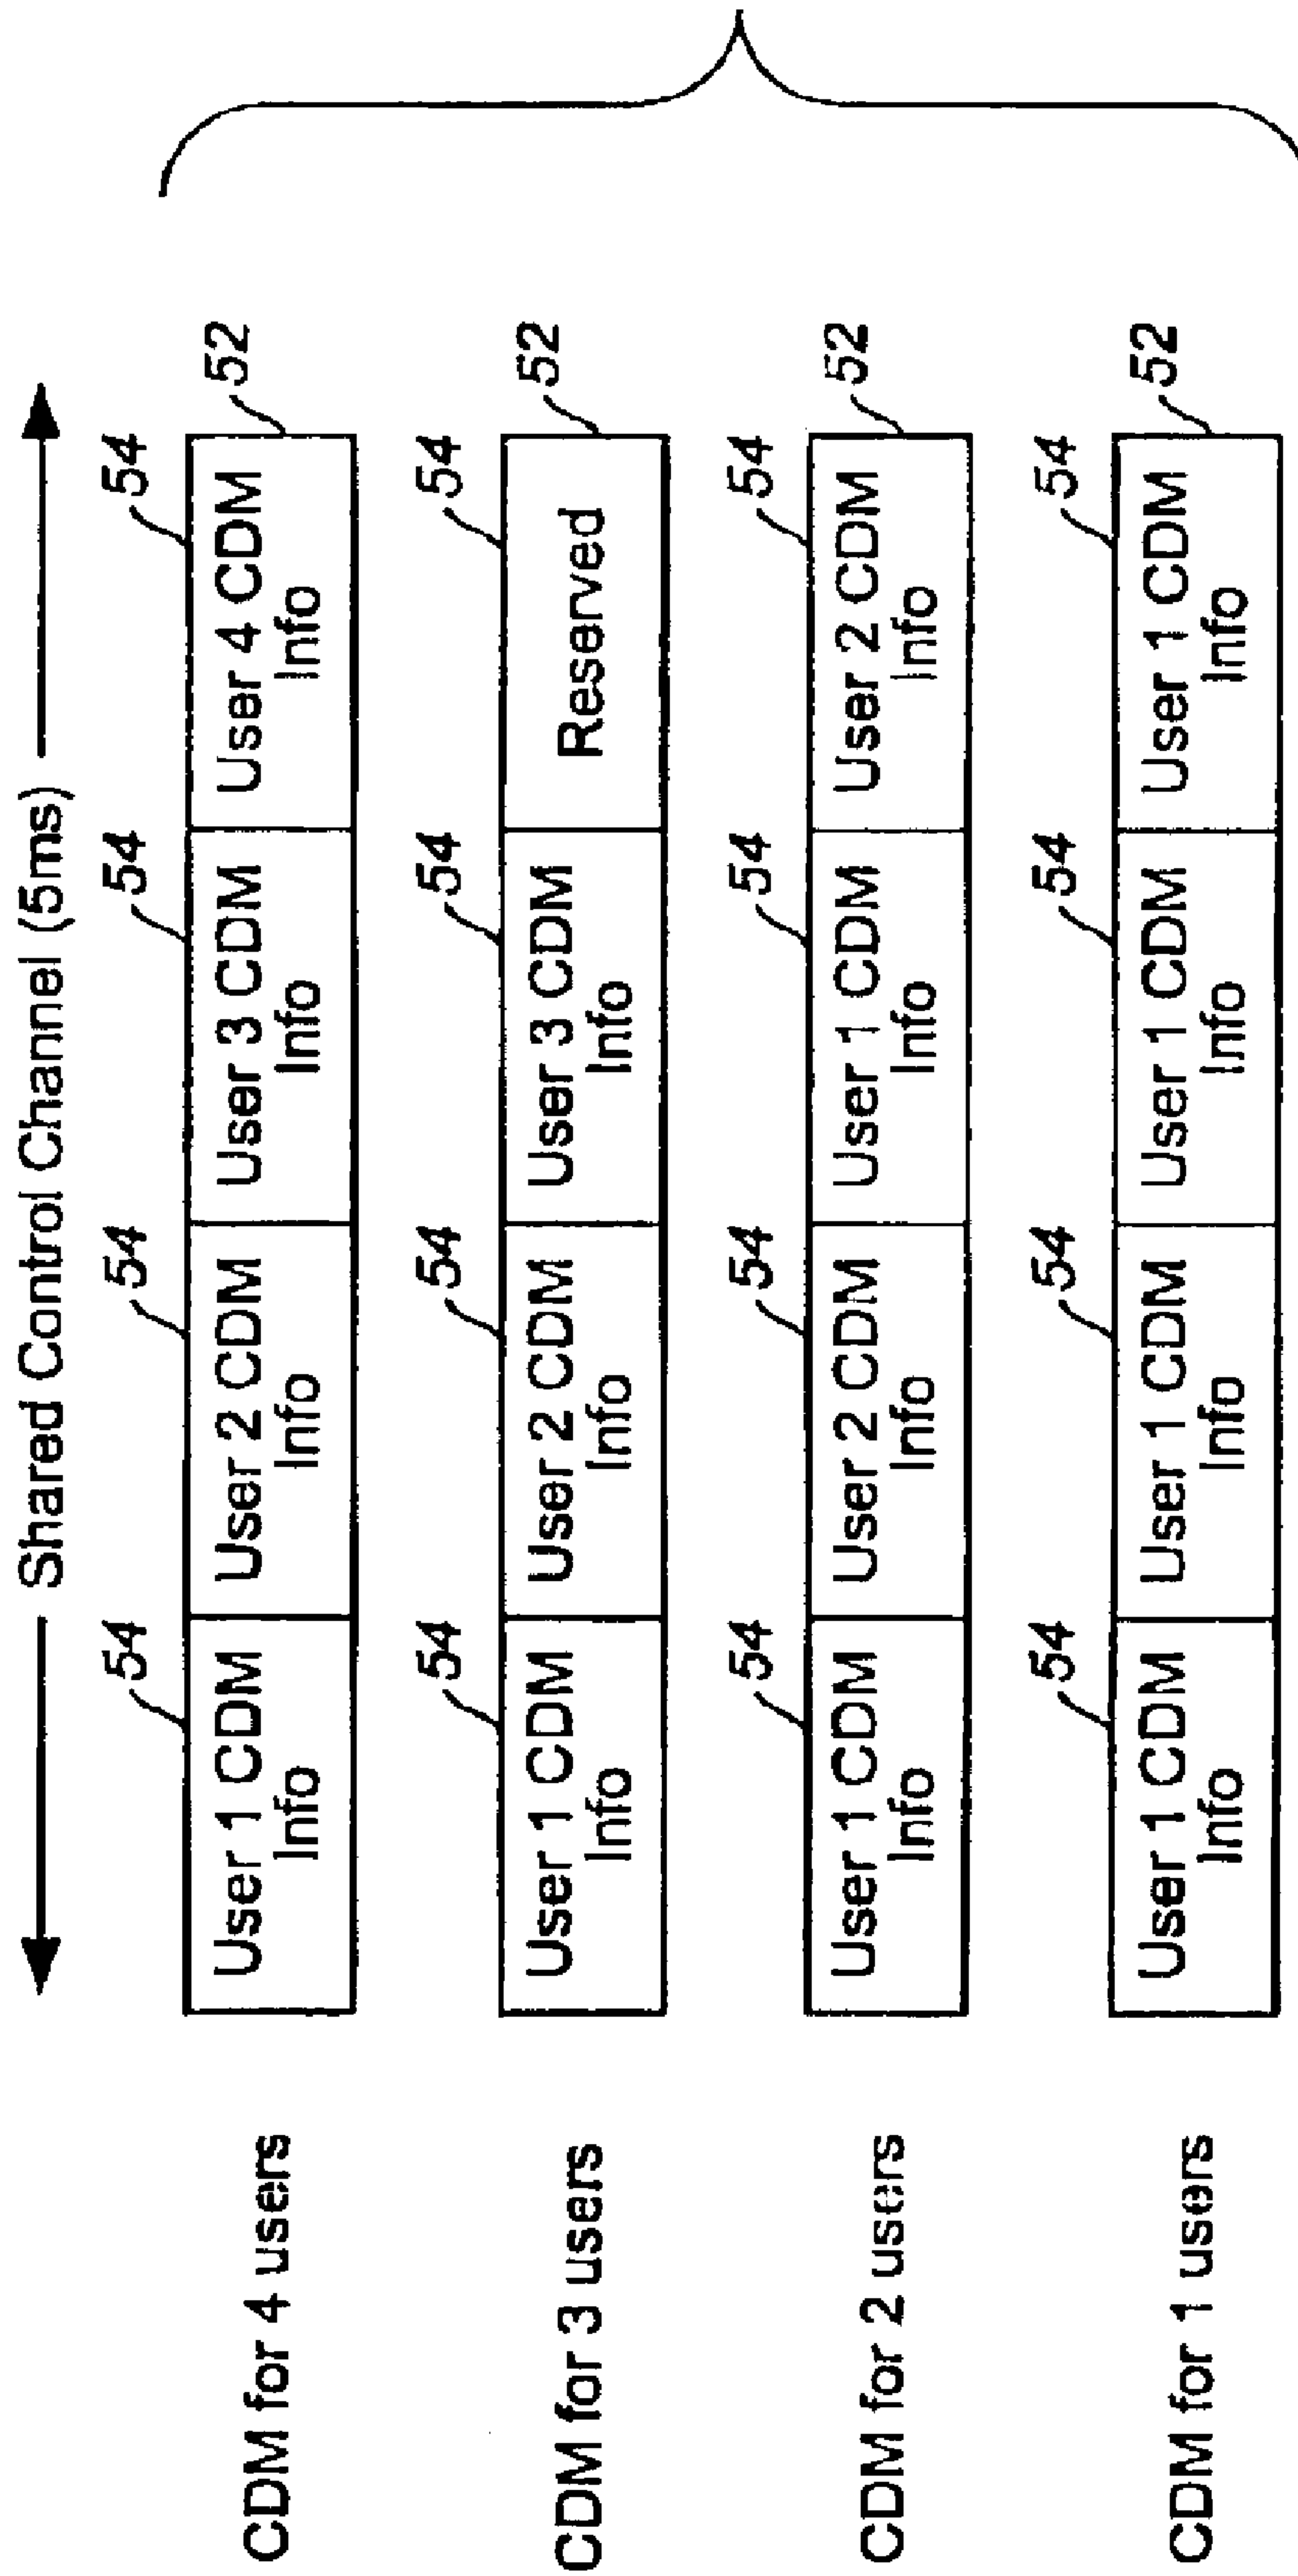 Shared Control Channel (5ms)
CDM for 4 users
54
54
54
54
52
User 1 CDM
Info
User 2 CDM
Info
User 3 CDM
Info
User 4 CDM
Info
CDM for 3 users
54
54
54
54
52
User 1 CDM
Info
User 2 CDM
Info
User 3 CDM
Info
Reserved
CDM for 2 users
54
54
54
54
52
User 1 CDM
Info
User 2 CDM
Info
User 1 CDM
Info
User 2 CDM
Info
CDM for 1 users
54
54
54
54
52
User 1 CDM
Info
User 1 CDM
Info
User 1 CDM
Info
User 1 CDM
Info